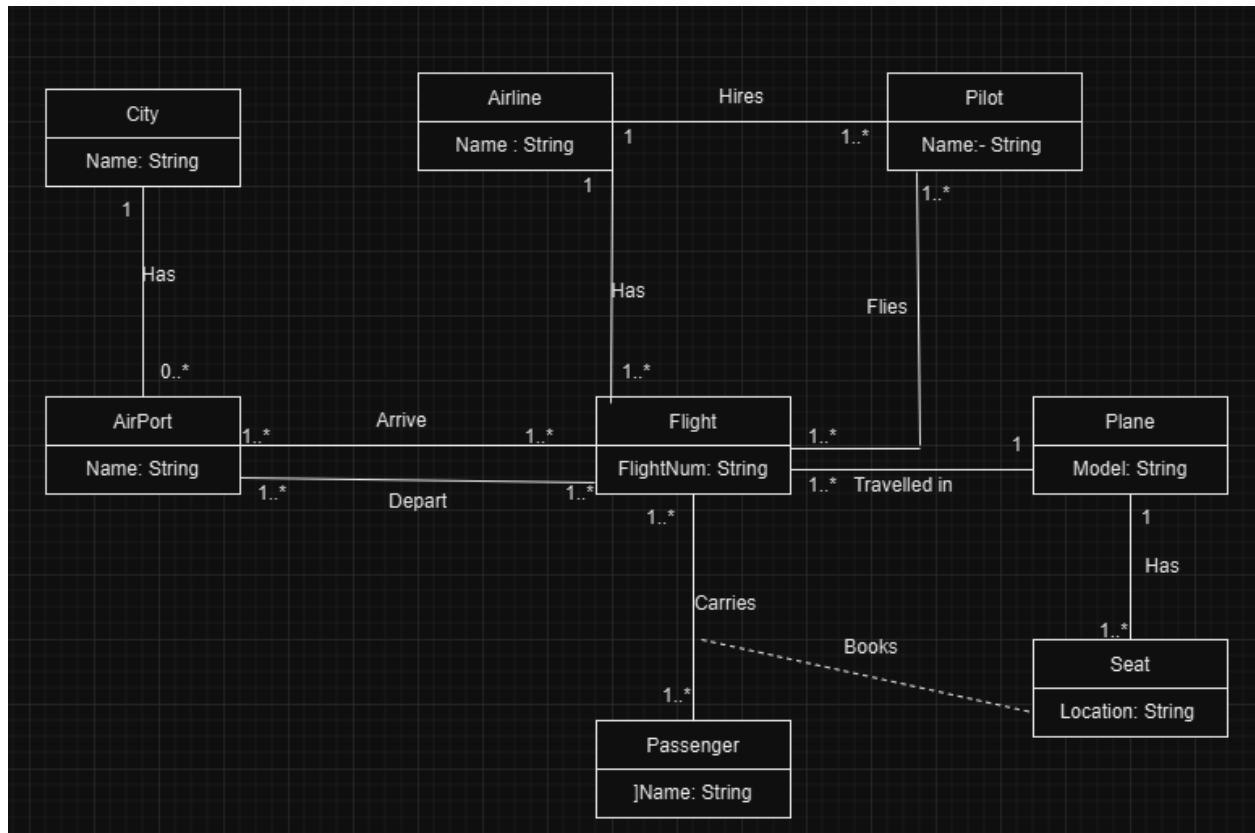 City
Name: String
1
Has
0..*
Airline
Name : String
Hires
1
1..*
Pilot
Name:- String
1
Has
1..*
1..*
Flies
1..*
AirPort
Name: String
Arrive
1..*
1..*
Depart
1..*
1..*
Flight
FlightNum: String
1
1..*
Travelled in
Plane
Model: String
1
Has
1..*
1..*
Carries
1..*
Books
Seat
Location: String
Passenger
]Name: String